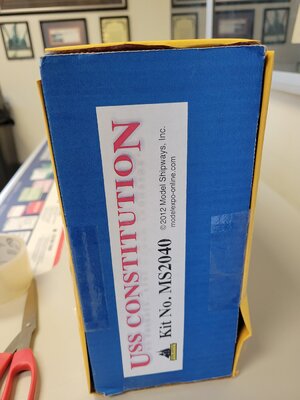 USS CONSTITUTION
Kit No. MS2040
© 2012 Model Shipways, Inc.
modelexpo-online.com